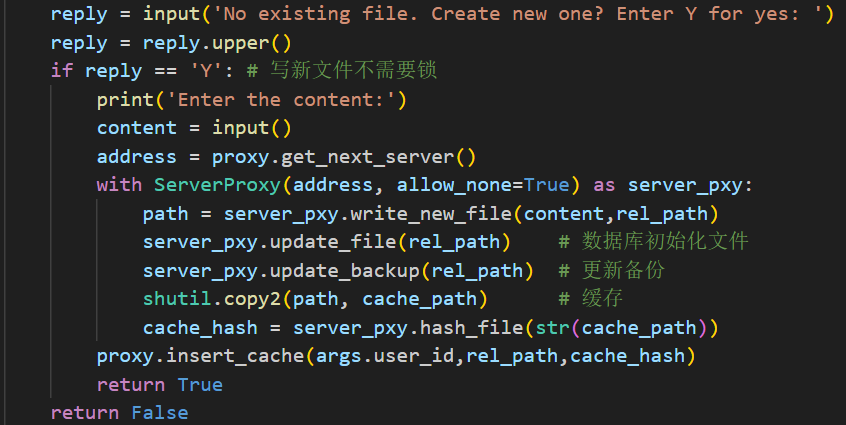 reply = input('No existing file. Create new one? Enter Y for yes: ')
reply = reply.upper()
if reply == 'Y': # 写新文件不需要锁
    print('Enter the content:')
    content = input()
    address = proxy.get_next_server()
    with ServerProxy(address, allow_none=True) as server_pxy:
        path = server_pxy.write_new_file(content,rel_path)
        server_pxy.update_file(rel_path)    # 数据库初始化文件
        server_pxy.update_backup(rel_path)  # 更新备份
        shutil.copy2(path, cache_path)      # 缓存
        cache_hash = server_pxy.hash_file(str(cache_path))
    proxy.insert_cache(args.user_id,rel_path,cache_hash)
    return True
return False